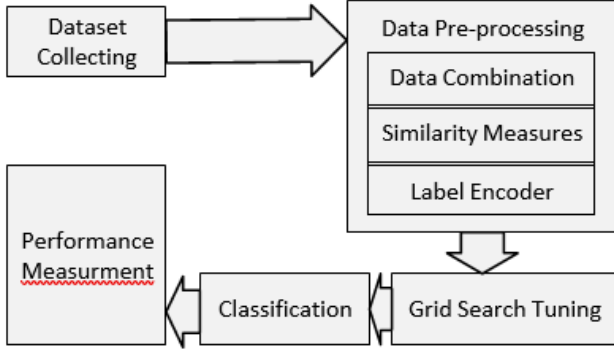 Dataset
Collecting
Data Pre-processing
Data Combination
Similarity Measures
Label Encoder
Grid Search Tuning
Classification
Performance
Measurment